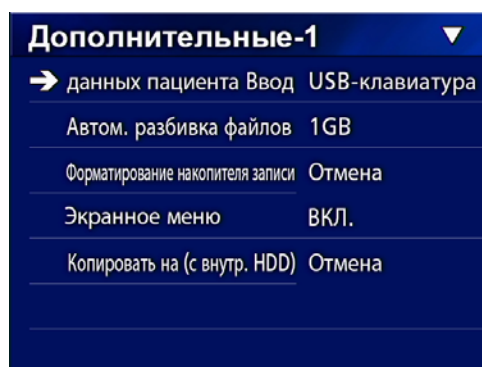 Дополнительные-1
данных пациента Ввод USB-клавиатура
Автом. разбивка файлов 1GB
Форматирование накопителя записи Отмена
Экранное меню ВКЛ.
Копировать на (с внутр. HDD) Отмена